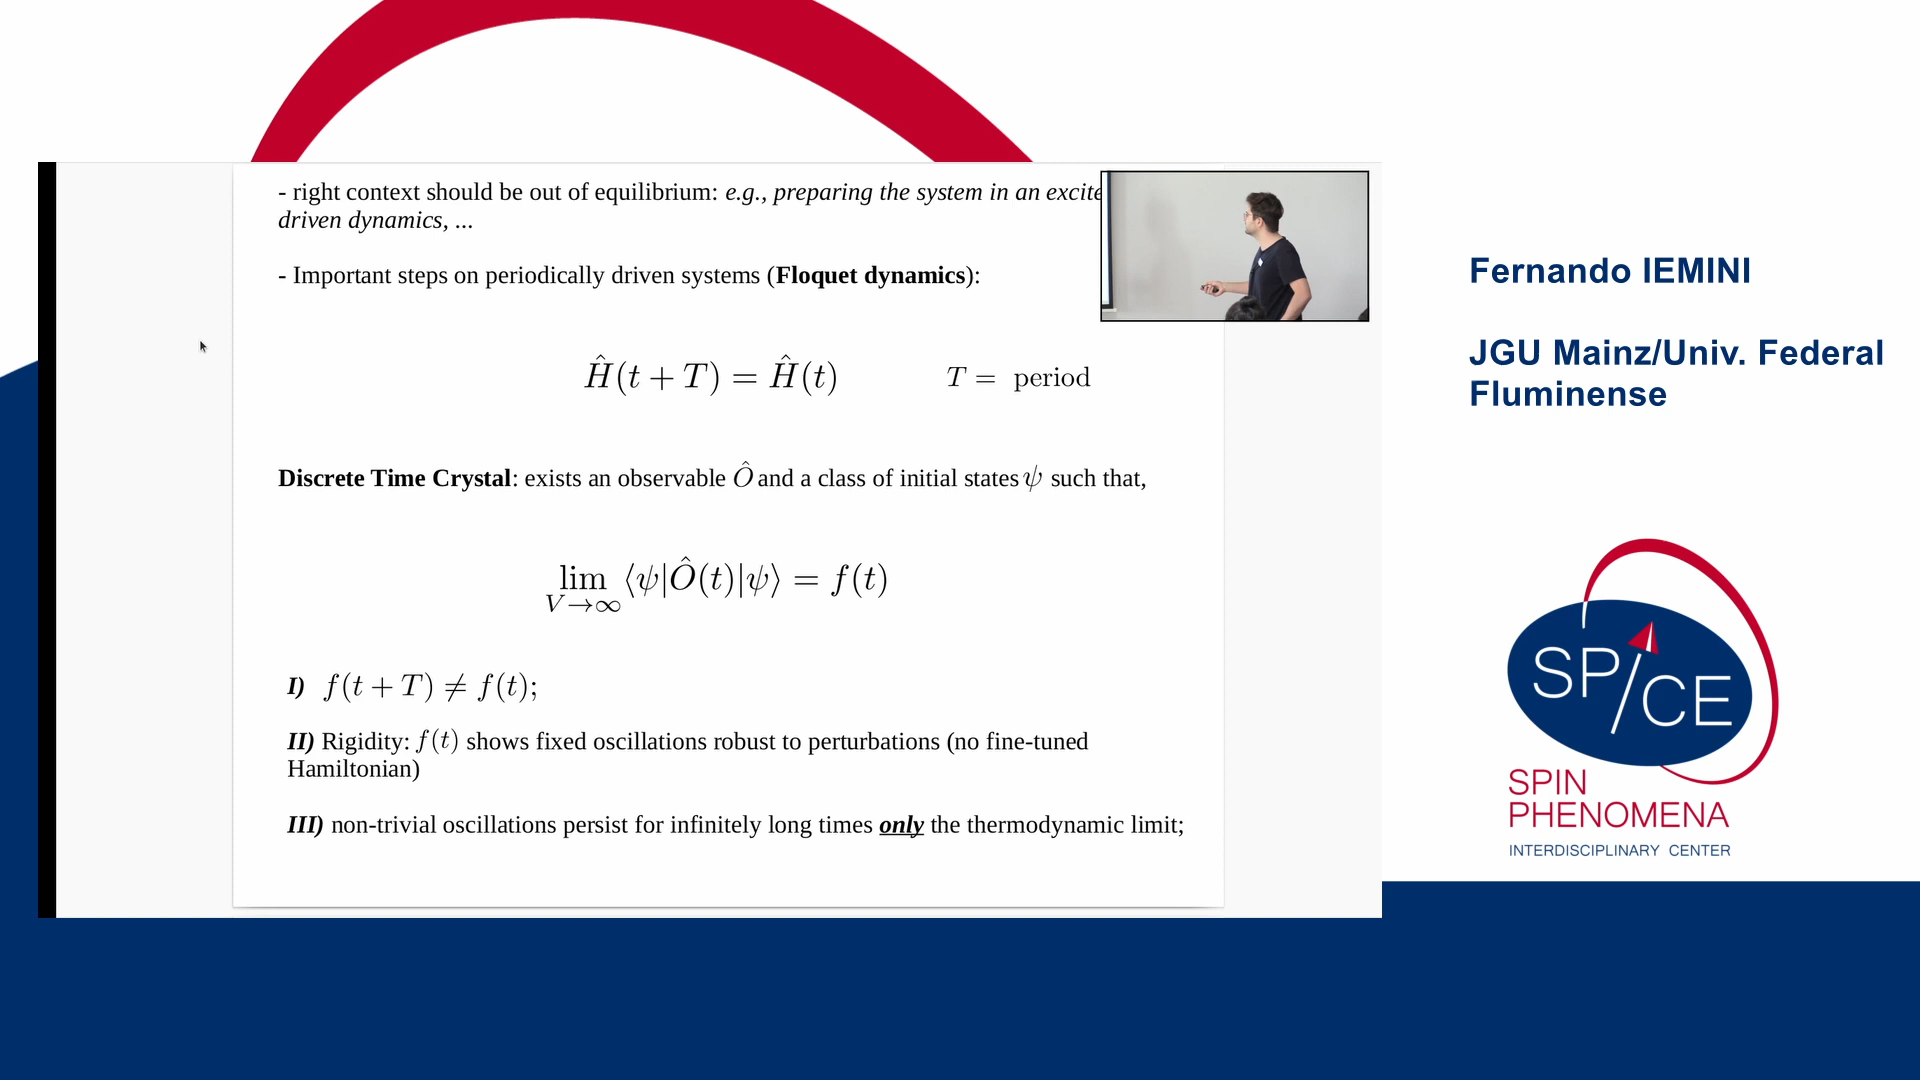 - right context should be out of equilibrium: e.g., preparing the system in an excite
driven dynamics, ...
- Important steps on periodically driven systems (Floquet dynamics):
Ĥ(t + T) = Ĥ(t) T = period
Discrete Time Crystal: exists an observable Ô and a class of initial states ψ such that,
lim ⟨ψ|Ô(t)|ψ⟩ = f(t)
V→∞
I) f(t + T) ≠ f(t);
II) Rigidity: f(t) shows fixed oscillations robust to perturbations (no fine-tuned
Hamiltonian)
III) non-trivial oscillations persist for infinitely long times only the thermodynamic limit;
Fernando IEMINI
JGU Mainz/Univ. Federal
Fluminense
SP/CE
SPIN
PHENOMENA
INTERDISCIPLINARY CENTER